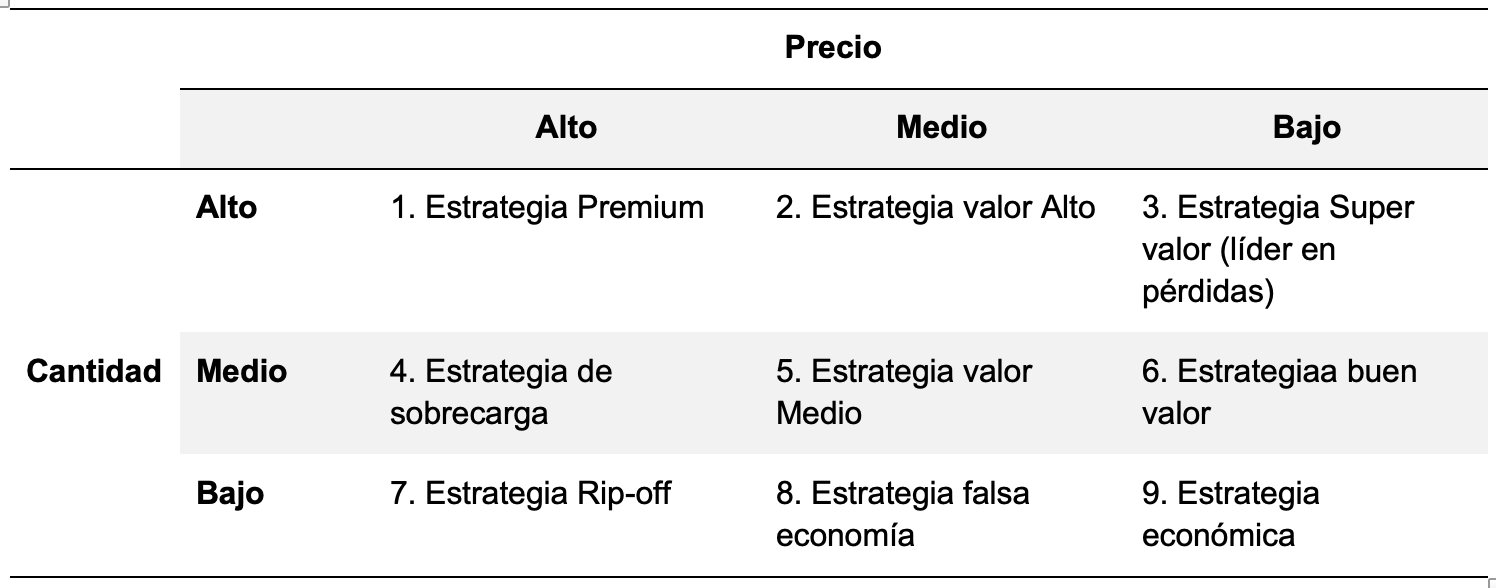 Precio
Alto Medio Bajo
Alto 1. Estrategia Premium 2. Estrategia valor Alto 3. Estrategia Super
valor (líder en
pérdidas)
Cantidad Medio 4. Estrategia de 5. Estrategia valor 6. Estrategiaa buen
sobrecarga Medio valor
Bajo 7. Estrategia Rip-off 8. Estrategia falsa 9. Estrategia
economía económica